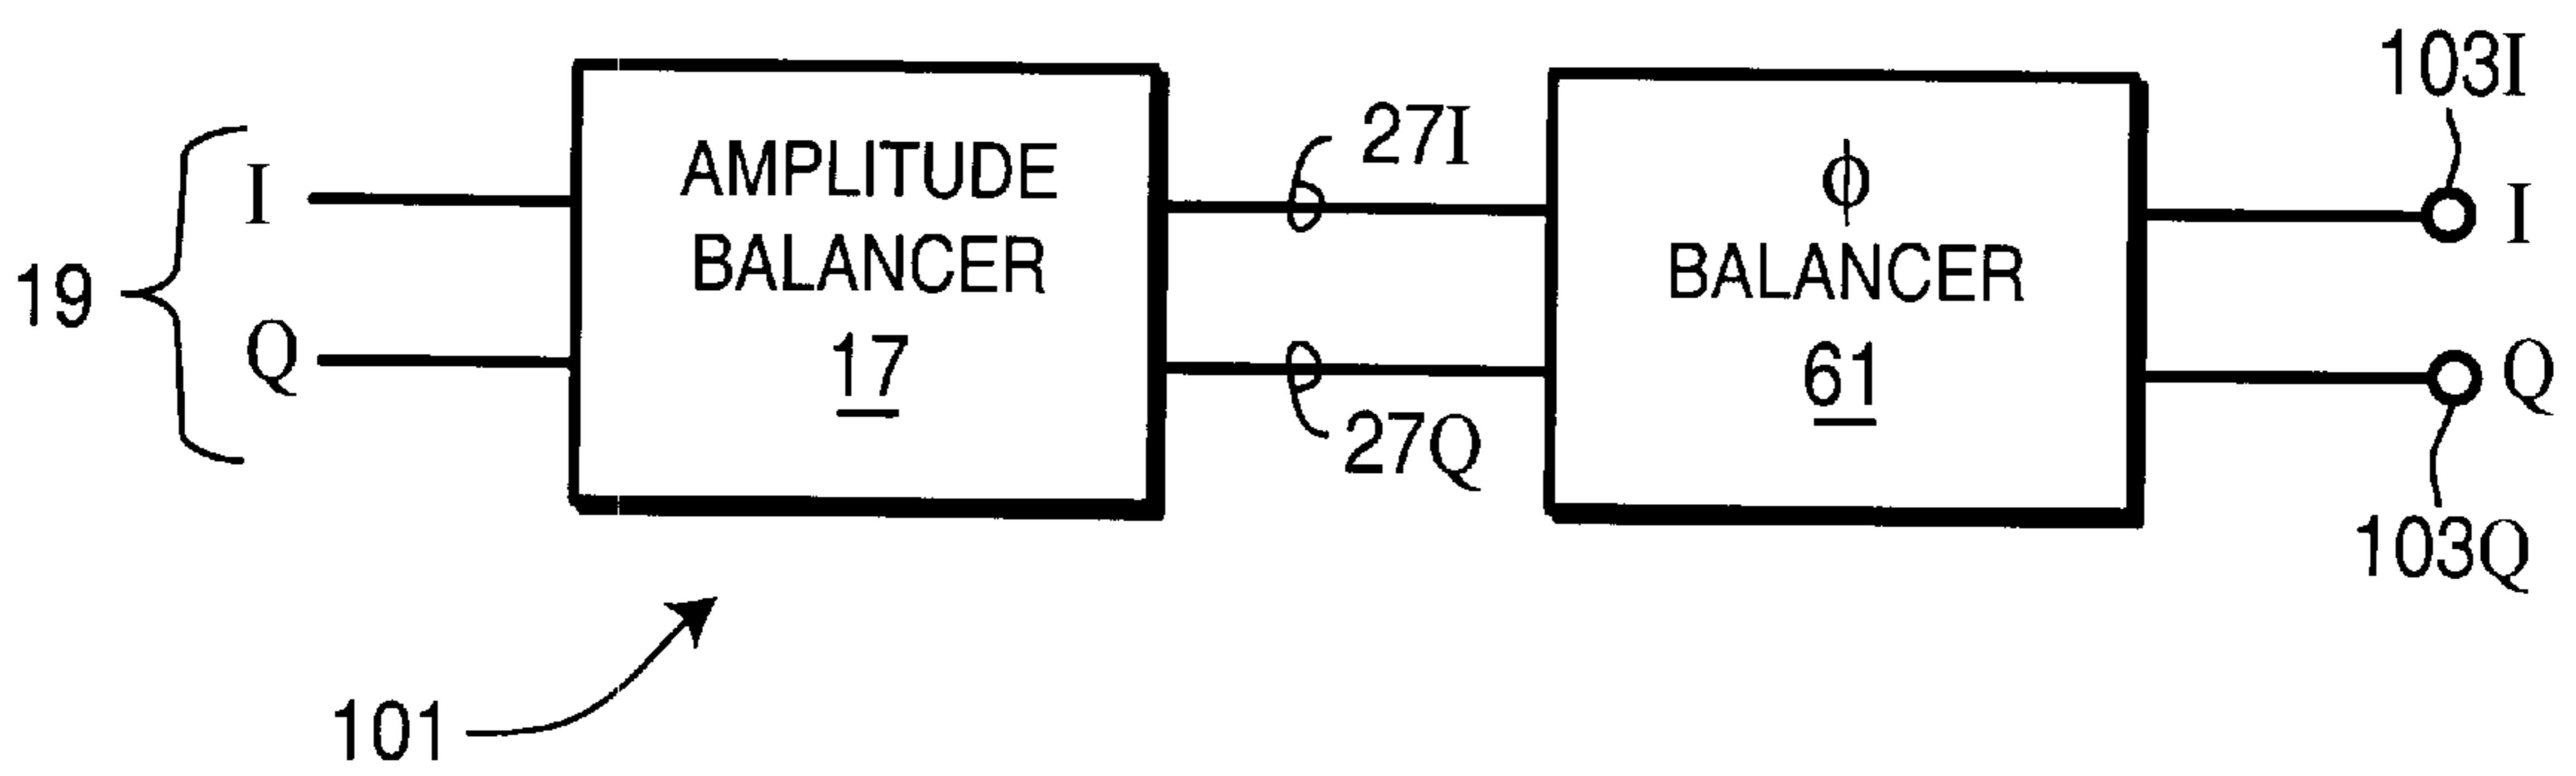 19
I
Q
AMPLITUDE
BALANCER
17
27I
27Q
ϕ
BALANCER
61
103I
I
Q
103Q
101